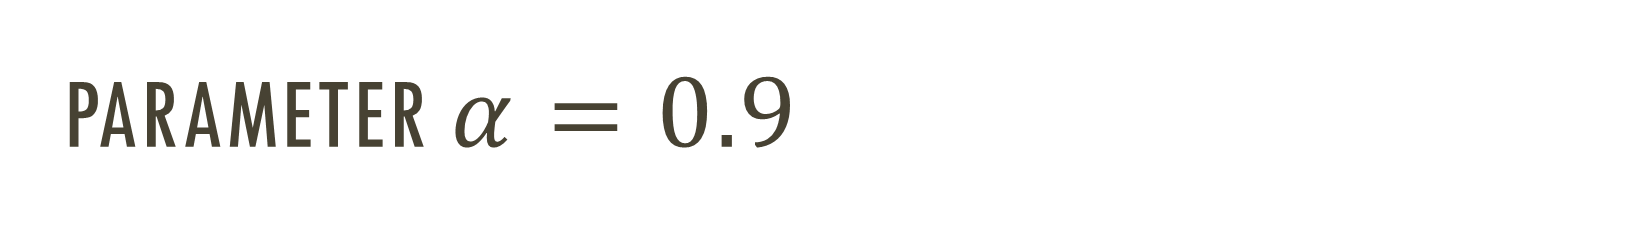 PARAMETER 𝛼 = 0.9